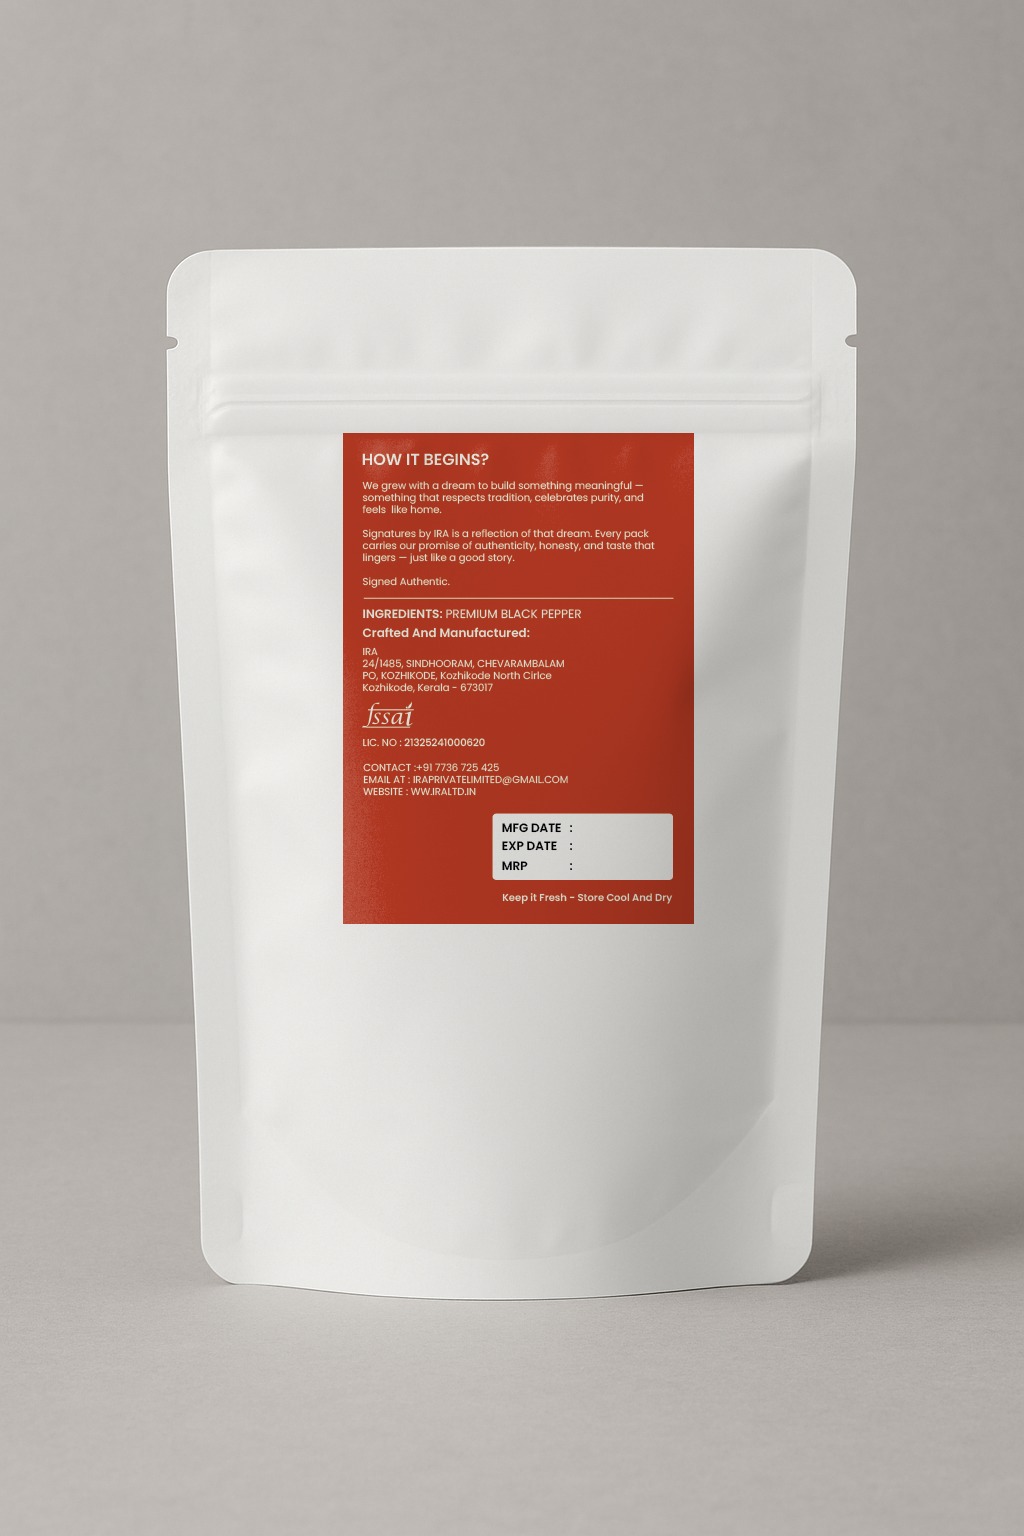 HOW IT BEGINS?
We grew with a dream to build something meaningful —
something that respects tradition, celebrates purity, and
feels like home.
Signatures by IRA is a reflection of that dream. Every pack
carries our promise of authenticity, honesty, and taste that
lingers — just like a good story.
Signed Authentic.
INGREDIENTS: PREMIUM BLACK PEPPER
Crafted And Manufactured:
IRA
24/1485, SINDHOORAM, CHEVARAMBALAM
PO, KOZHIKODE, Kozhikode North Cirlce
Kozhikode, Kerala - 673017
fssai
LIC. NO : 21325241000620
CONTACT :+91 7736 725 425
EMAIL AT : IRAPRIVATELIMITED@GMAIL.COM
WEBSITE : WW.IRALTD.IN
MFG DATE :
EXP DATE :
MRP :
Keep it Fresh - Store Cool And Dry